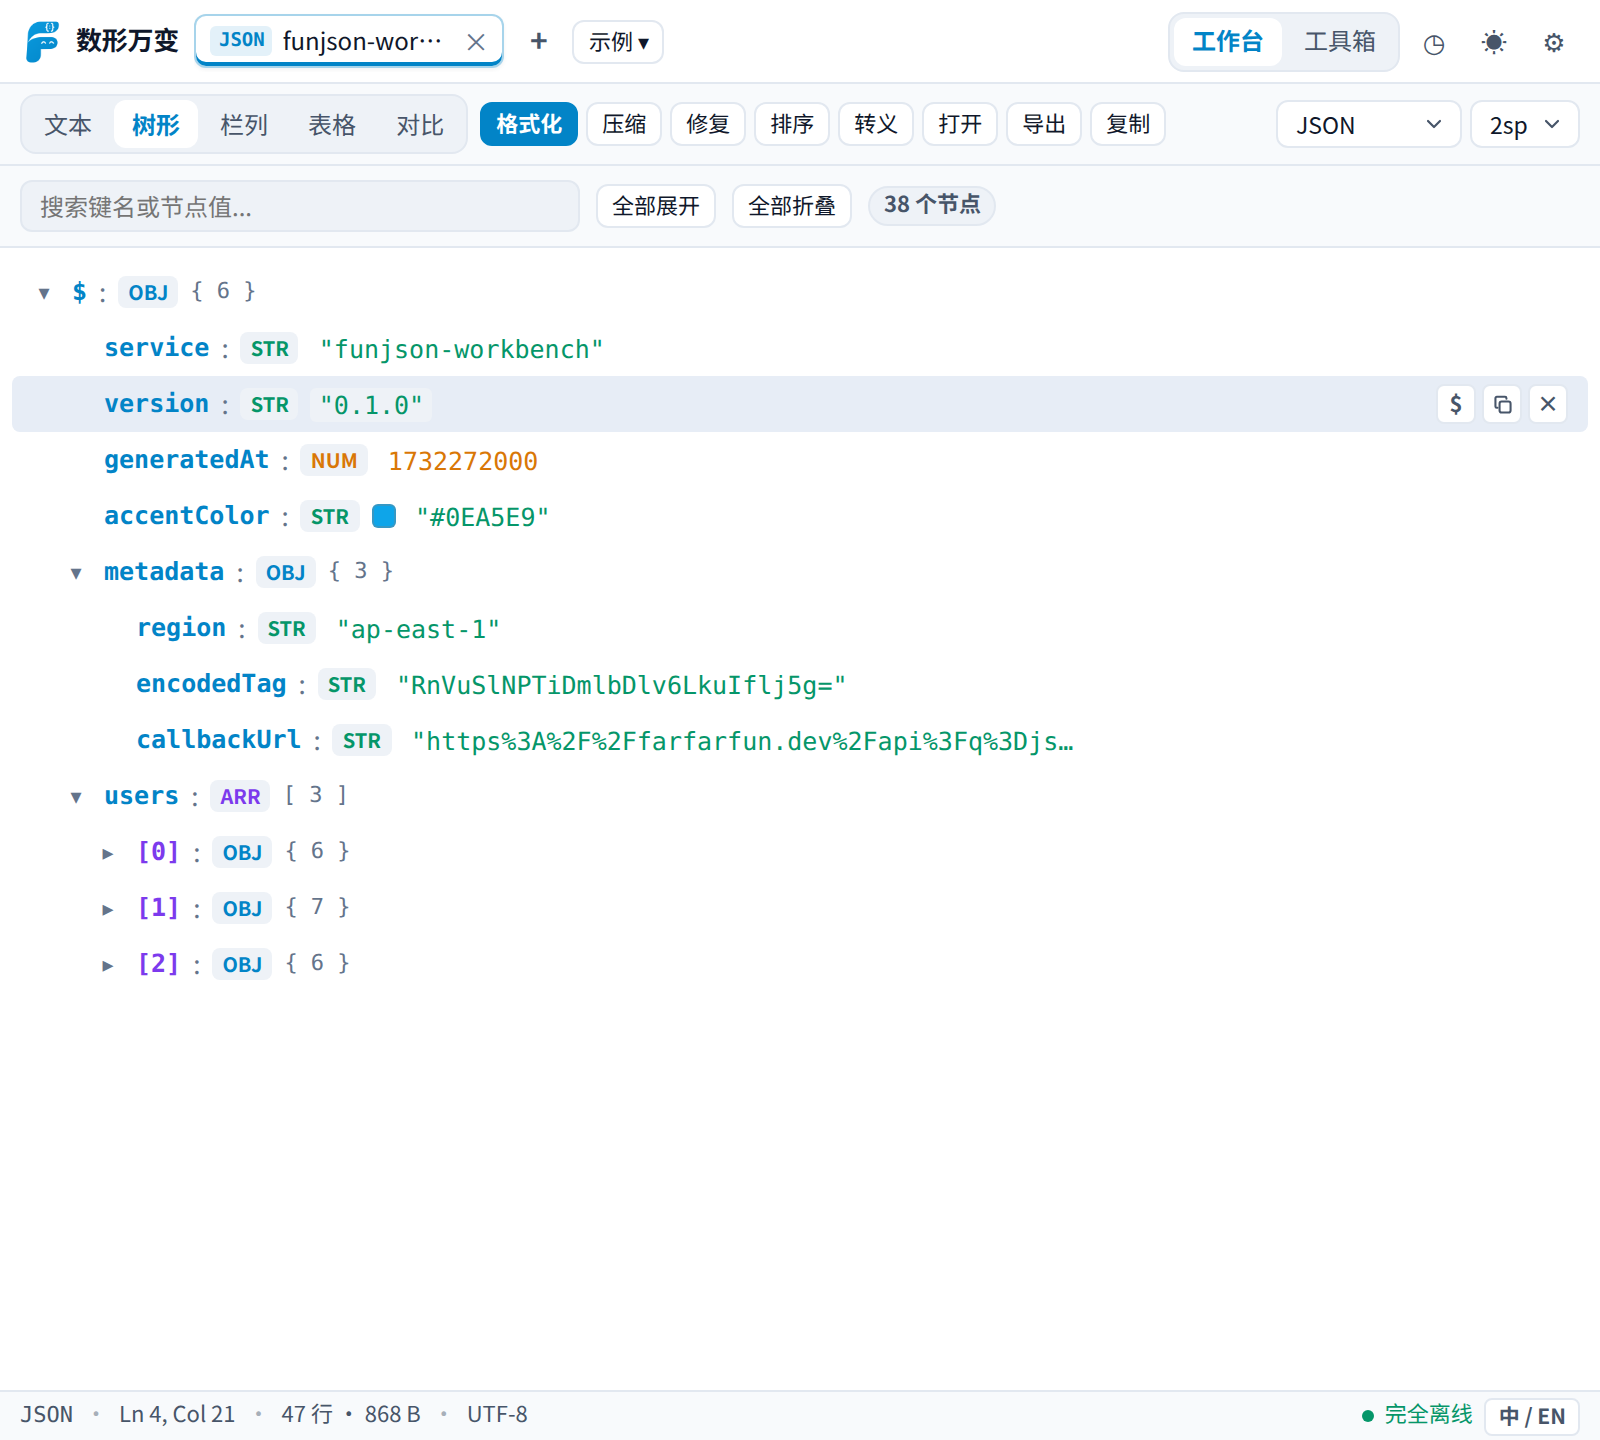 数形万变 JSON funjson-wor··· × + 示例 ▾ 工作台 工具箱
文本 树形 栏列 表格 对比 格式化 压缩 修复 排序 转义 打开 导出 复制 JSON 2sp
搜索键名或节点值... 全部展开 全部折叠 38 个节点
▼ $ : OBJ { 6 }
service : STR "funjson-workbench"
version : STR "0.1.0" $ ×
generatedAt : NUM 1732272000
accentColor : STR "#0EA5E9"
▼ metadata : OBJ { 3 }
region : STR "ap-east-1"
encodedTag : STR "RnVuSlNPTiDmlbDlv6LkuIflj5g="
callbackUrl : STR "https%3A%2F%2Ffarfarfun.dev%2Fapi%3Fq%3Djs…
▼ users : ARR [ 3 ]
▶ [0] : OBJ { 6 }
▶ [1] : OBJ { 7 }
▶ [2] : OBJ { 6 }
JSON • Ln 4, Col 21 • 47 行 • 868 B • UTF-8 ● 完全离线 中 / EN